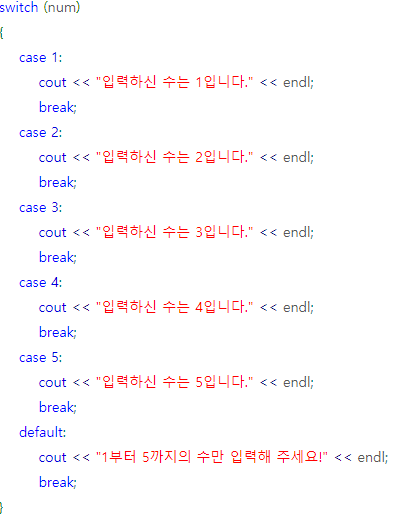 switch (num)
{
case 1:
cout << "입력하신 수는 1입니다." << endl;
break;
case 2:
cout << "입력하신 수는 2입니다." << endl;
break;
case 3:
cout << "입력하신 수는 3입니다." << endl;
break;
case 4:
cout << "입력하신 수는 4입니다." << endl;
break;
case 5:
cout << "입력하신 수는 5입니다." << endl;
break;
default:
cout << "1부터 5까지의 수만 입력해 주세요!" << endl;
break;
}